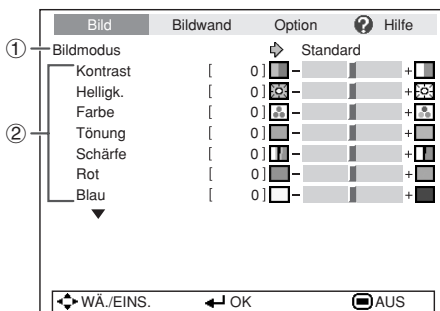 Bild Bildwand Option ? Hilfe
① Bildmodus Standard
Kontrast [ 0 ] − +
Helligk. [ 0 ] − +
② Farbe [ 0 ] − +
Tönung [ 0 ] − +
Schärfe [ 0 ] − +
Rot [ 0 ] − +
Blau [ 0 ] − +
WÄ./EINS. OK AUS